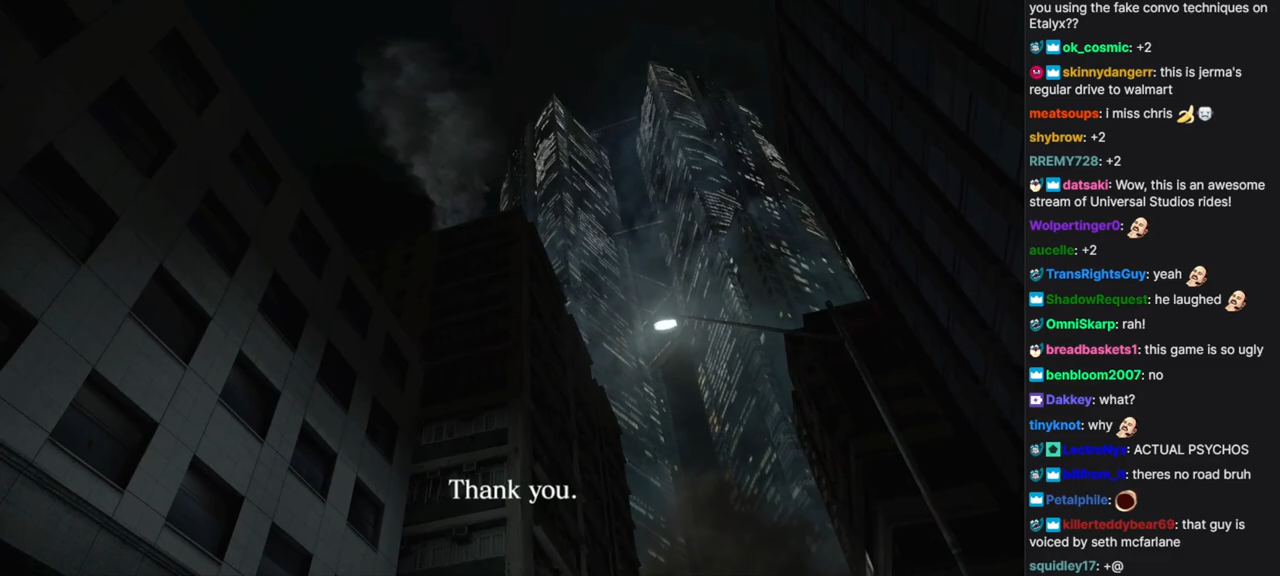 you using the fake convo techniques on
Etalyx??
ok_cosmic: +2
skinnydangerr: this is jerma's
regular drive to walmart
meatsoups: i miss chris
shybrow: +2
RREMY728: +2
datsaki: Wow, this is an awesome
stream of Universal Studios rides!
Wolpertinger0:
aucelle: +2
TransRightsGuy: yeah
ShadowRequest: he laughed
OmniSkarp: rah!
breadbaskets1: this game is so ugly
benbloom2007: no
Dakkey: what?
tinyknot: why
: ACTUAL PSYCHOS
: theres no road bruh
Petalphile:
killerteddybear69: that guy is
voiced by seth mcfarlane
squidley17: +@
Thank you.